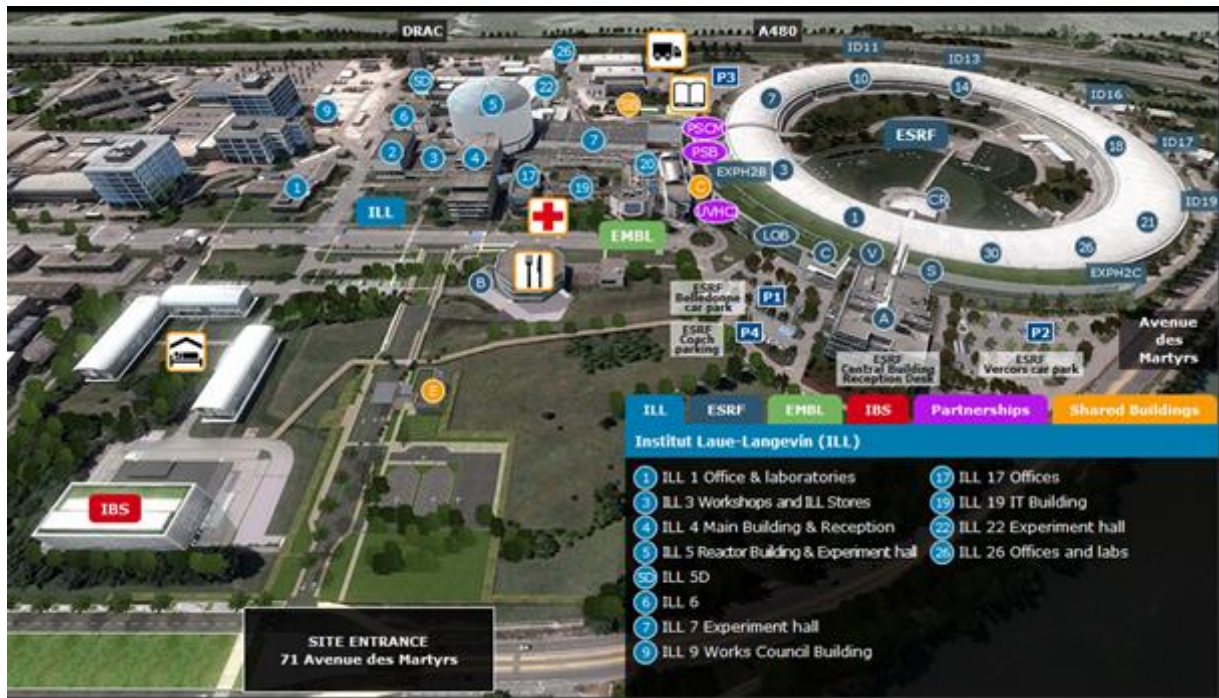 DRAC
A480
ID11
26
ID13
P3
5D
10
22
7
14
ID16
5
9
6
PSCM
ESRF
7
18
ID17
2
3
4
PSB
20
EXPH2B
3
17
19
C
1
CR
ID19
ILL
UVHCI
1
21
EMBL
LOB
C
V
30
26
S
EXPH2C
B
ESRF
Belledonne
car park
P1
A
ESRF
Coach
parking
P4
P2
Avenue
des
Martyrs
ESRF
Central Building
Reception Desk
ESRF
Vercors car park
E
ILL ESRF EMBL IBS Partnerships Shared Buildings
Institut Laue-Langevin (ILL)
1 ILL 1 Office & laboratories
3 ILL 3 Workshops and ILL Stores
4 ILL 4 Main Building & Reception
5 ILL 5 Reactor Building & Experiment hall
5D ILL 5D
6 ILL 6
7 ILL 7 Experiment hall
9 ILL 9 Works Council Building
17 ILL 17 Offices
19 ILL 19 IT Building
22 ILL 22 Experiment hall
26 ILL 26 Offices and labs
IBS
SITE ENTRANCE
71 Avenue des Martyrs